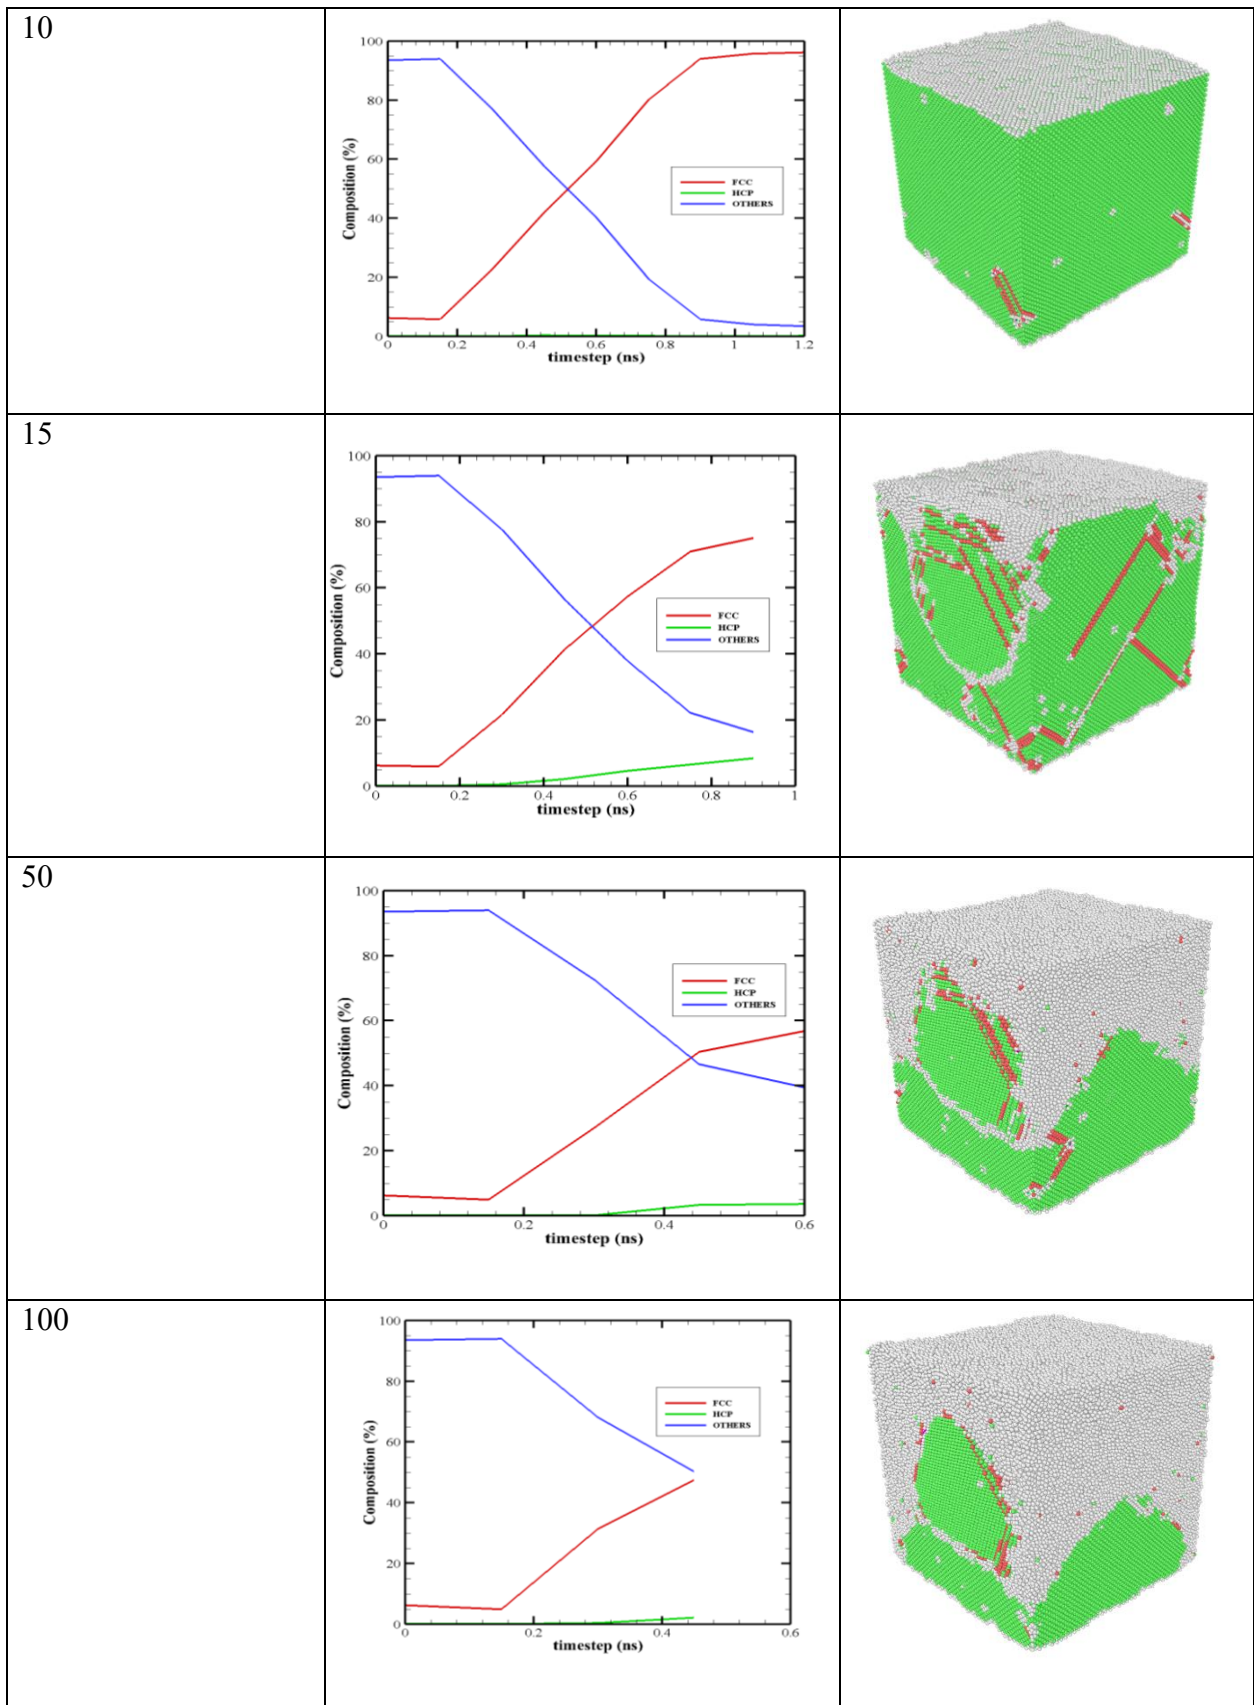 10
100
80
60
40
20
0
Composition (%)
FCC
HCP
OTHERS
0 0.2 0.4 0.6 0.8 1 1.2
timestep (ns)
15
100
80
60
40
20
0
Composition (%)
FCC
HCP
OTHERS
0 0.2 0.4 0.6 0.8 1
timestep (ns)
50
100
80
60
40
20
0
Composition (%)
FCC
HCP
OTHERS
0 0.2 0.4 0.6
timestep (ns)
100
100
80
60
40
20
0
Composition (%)
FCC
HCP
OTHERS
0 0.2 0.4 0.6
timestep (ns)